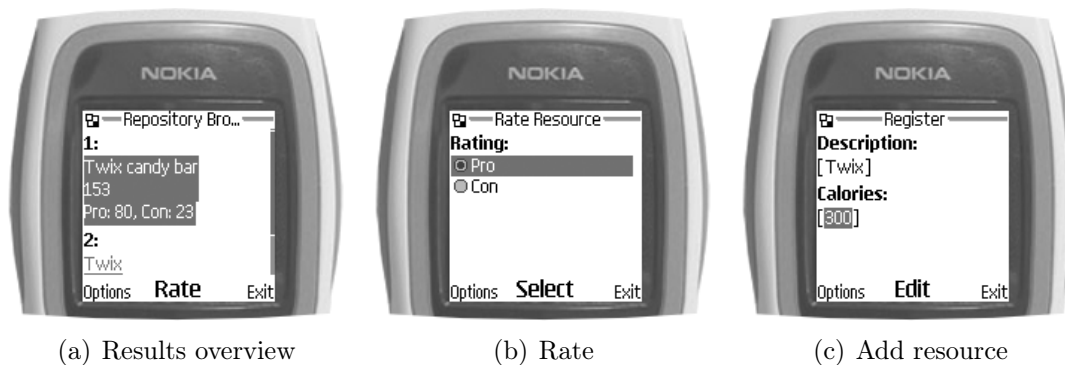 NOKIA
Repository Bro...
1:
Twix candy bar
153
Pro: 80, Con: 23
2:
Twix
Options Rate Exit
(a) Results overview
NOKIA
Rate Resource
Rating:
Pro
Con
Options Select Exit
(b) Rate
NOKIA
Register
Description:
[Twix]
Calories:
[300]
Options Edit Exit
(c) Add resource